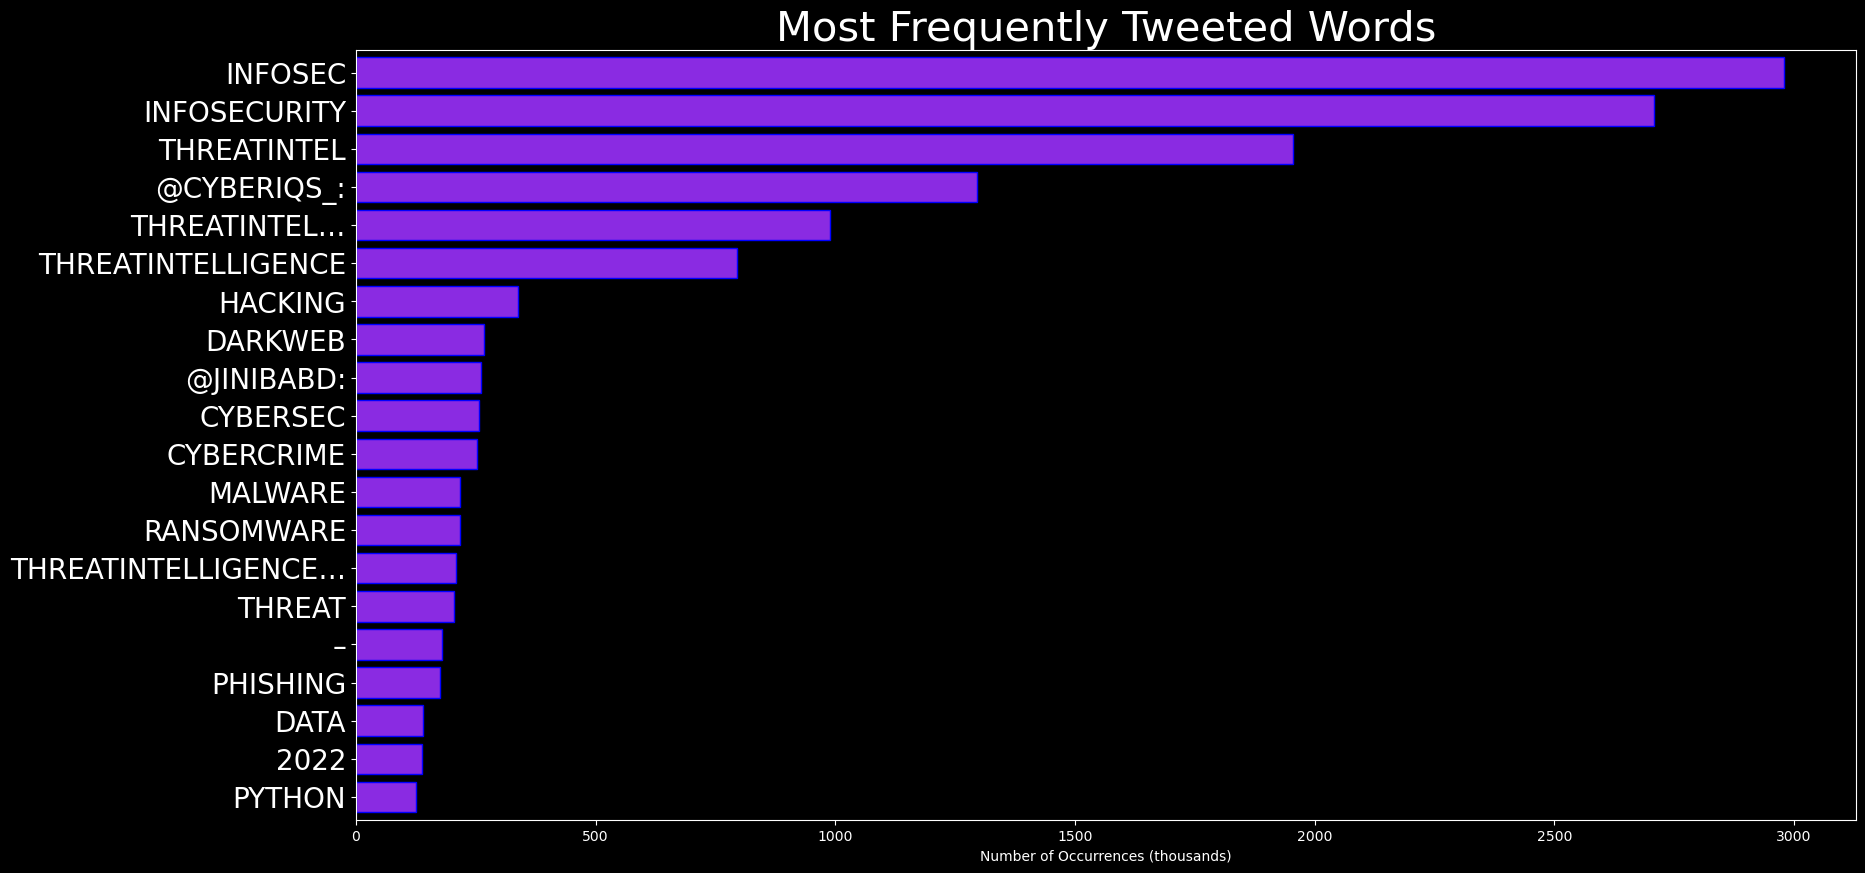 Most Frequently Tweeted Words
INFOSEC
INFOSECURITY
THREATINTEL
@CYBERIQS_:
THREATINTEL…
THREATINTELLIGENCE
HACKING
DARKWEB
@JINIBABD:
CYBERSEC
CYBERCRIME
MALWARE
RANSOMWARE
THREATINTELLIGENCE…
THREAT
–
PHISHING
DATA
2022
PYTHON
0 500 1000 1500 2000 2500 3000
Number of Occurrences (thousands)